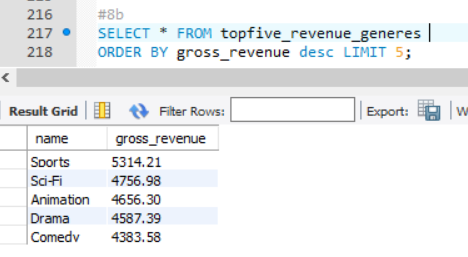 216 #8b
217 SELECT * FROM topfive_revenue_generes
218 ORDER BY gross_revenue desc LIMIT 5;
Result Grid Filter Rows: Export: W
name gross_revenue
Sports 5314.21
Sci-Fi 4756.98
Animation 4656.30
Drama 4587.39
Comedy 4383.58